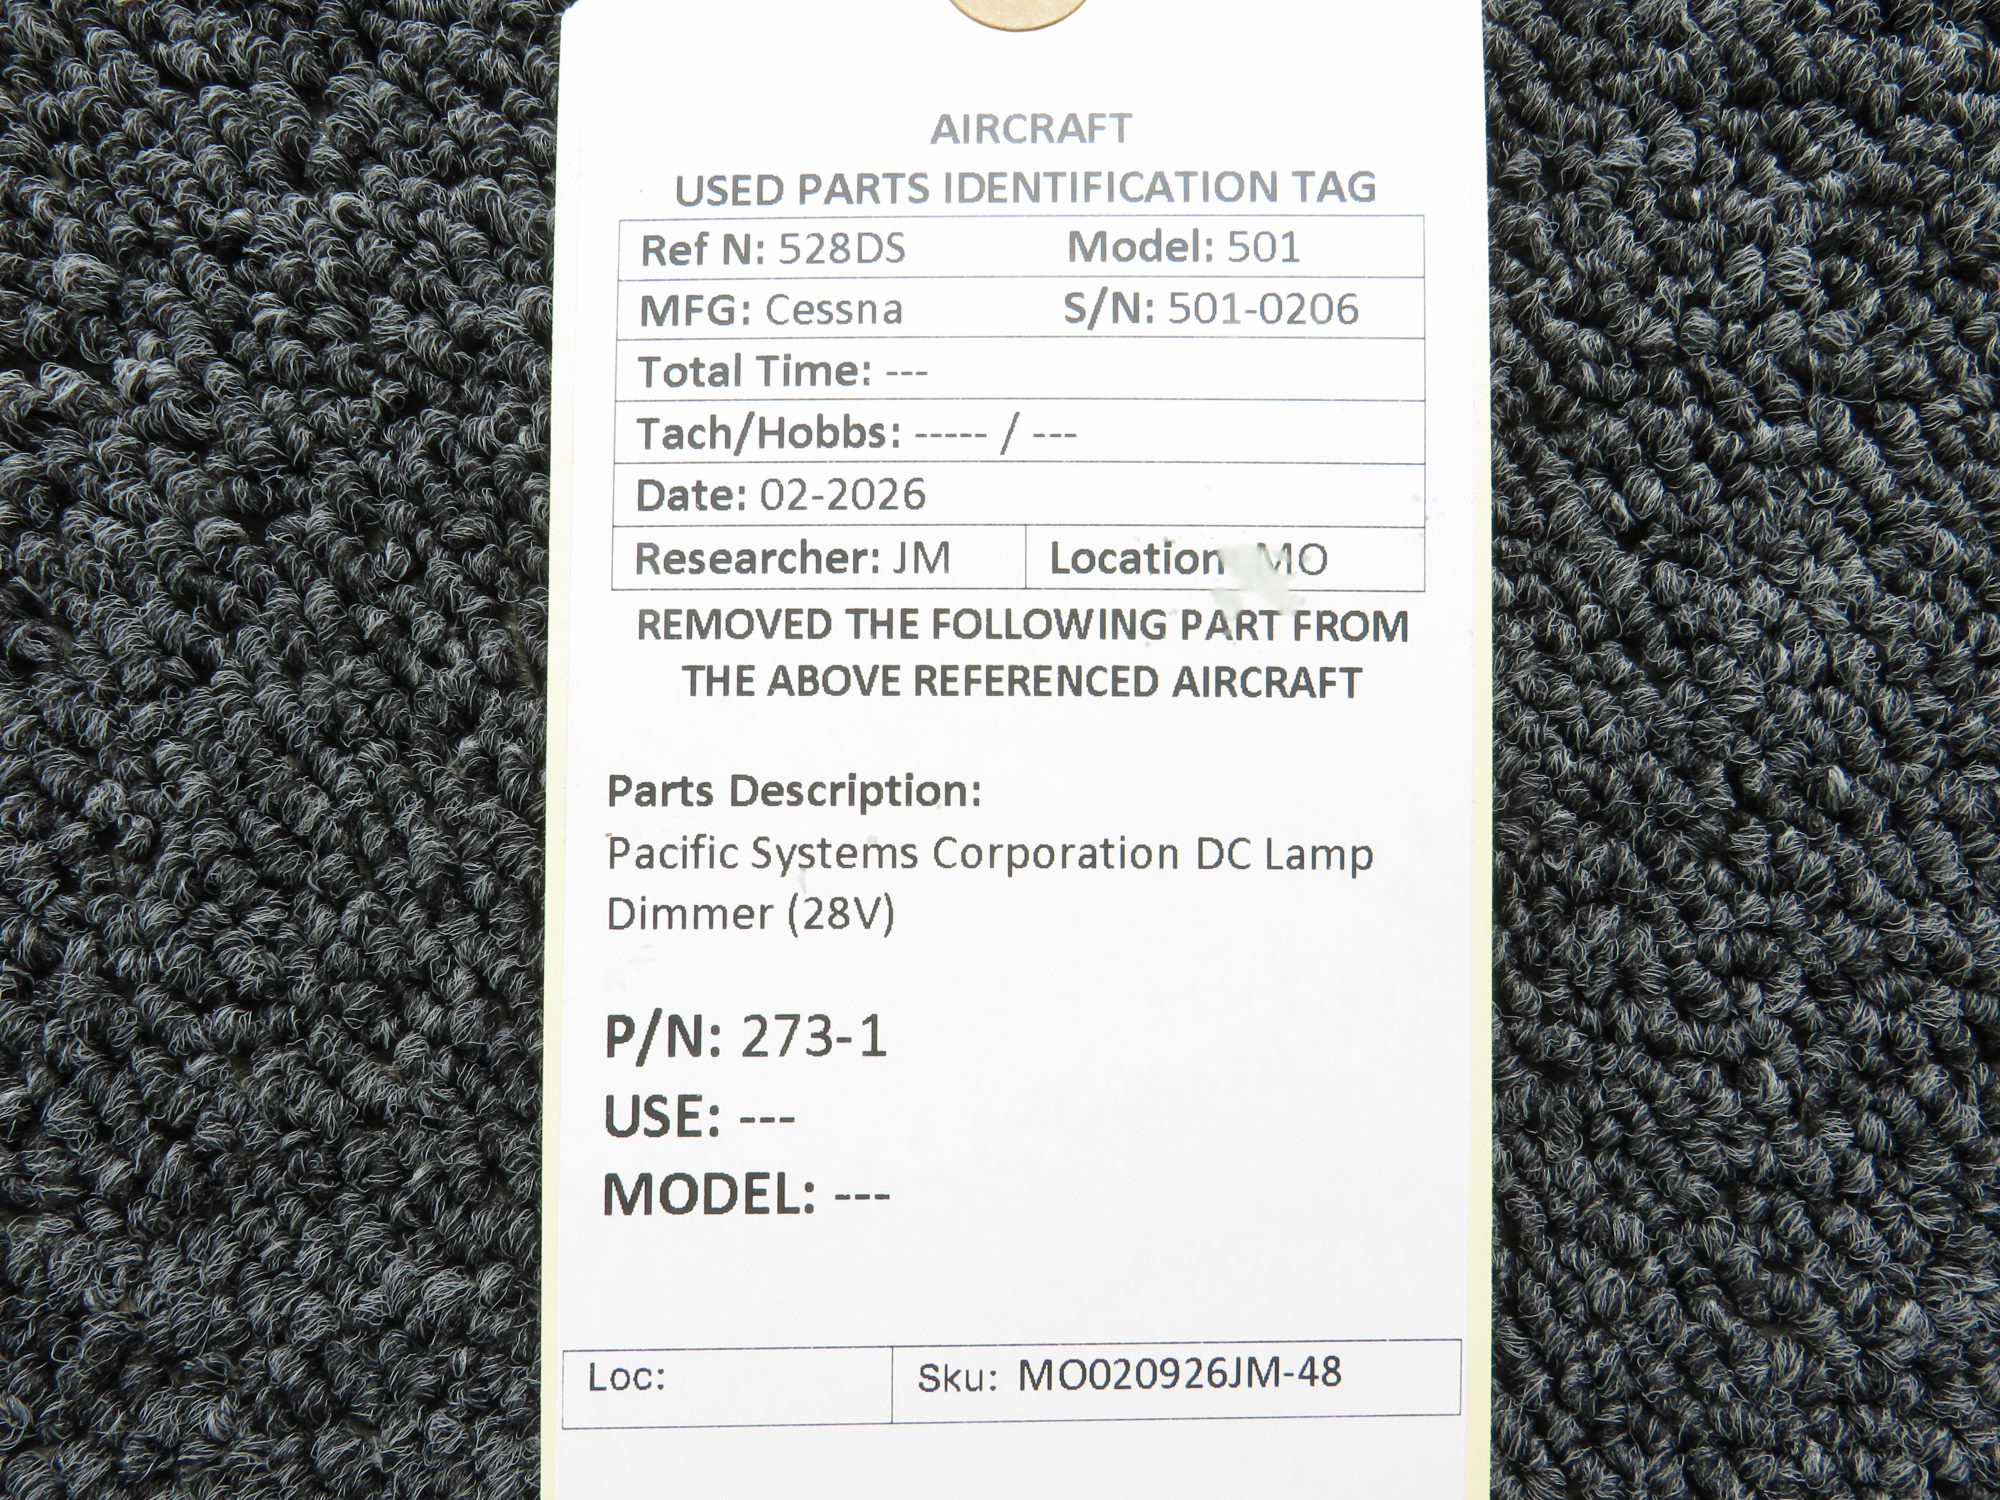 AIRCRAFT
USED PARTS IDENTIFICATION TAG
Ref N: 528DS Model: 501
MFG: Cessna S/N: 501-0206
Total Time: ---
Tach/Hobbs: ----- / ---
Date: 02-2026
Researcher: JM Location MO
REMOVED THE FOLLOWING PART FROM
THE ABOVE REFERENCED AIRCRAFT
Parts Description:
Pacific Systems Corporation DC Lamp
Dimmer (28V)
P/N: 273-1
USE: ---
MODEL: ---
Loc: Sku: MO020926JM-48